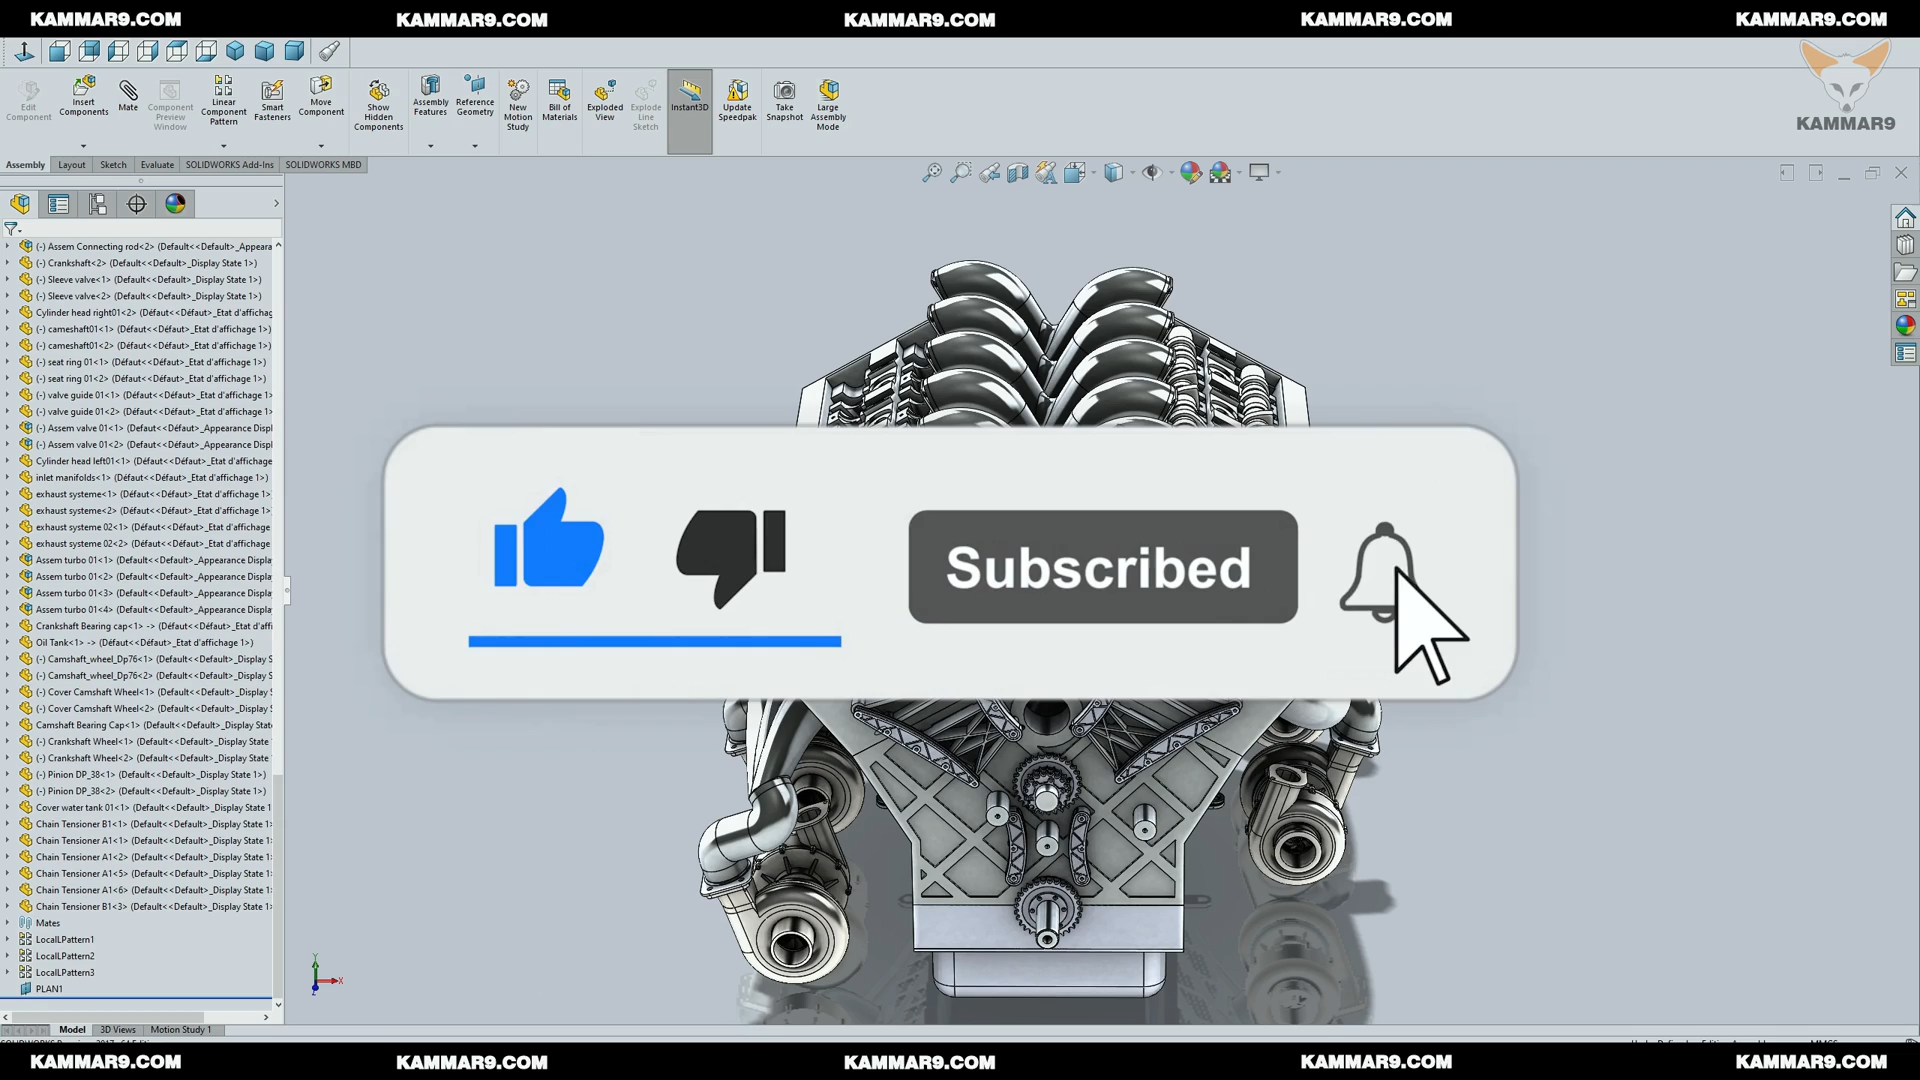 KAMMAR9.COM KAMMAR9.COM KAMMAR9.COM KAMMAR9.COM KAMMAR9.COM
KAMMAR9
Edit Component
Insert Components
Mate
Component Preview Window
Linear Component Pattern
Smart Fasteners
Move Component
Show Hidden Components
Assembly Features
Reference Geometry
New Motion Study
Bill of Materials
Exploded View
Explode Line Sketch
Instant3D
Update Speedpak
Take Snapshot
Large Assembly Mode
Assembly Layout Sketch Evaluate SOLIDWORKS Add-Ins SOLIDWORKS MBD
(-) Assem Connecting rod<2> (Default<<Default>_Appeara
(-) Crankshaft<2> (Default<<Default>_Display State 1>)
(-) Sleeve valve<1> (Default<<Default>_Display State 1>)
(-) Sleeve valve<2> (Default<<Default>_Display State 1>)
Cylinder head right01<2> (Défaut<<Défaut>_Etat d'affichag
(-) cameshaft01<1> (Défaut<<Défaut>_Etat d'affichage 1>)
(-) cameshaft01<2> (Défaut<<Défaut>_Etat d'affichage 1>)
(-) seat ring 01<1> (Défaut<<Défaut>_Etat d'affichage 1>)
(-) seat ring 01<2> (Défaut<<Défaut>_Etat d'affichage 1>)
(-) valve guide 01<1> (Défaut<<Défaut>_Etat d'affichage 1>
(-) valve guide 01<2> (Défaut<<Défaut>_Etat d'affichage 1>
(-) Assem valve 01<1> (Défaut<<Défaut>_Appearance Displ
(-) Assem valve 01<2> (Défaut<<Défaut>_Appearance Displ
Cylinder head left01<1> (Défaut<<Défaut>_Etat d'affichage
inlet manifolds<1> (Défaut<<Défaut>_Etat d'affichage 1>)
exhaust systeme<1> (Défaut<<Défaut>_Etat d'affichage 1>
exhaust systeme<2> (Défaut<<Défaut>_Etat d'affichage 1>
exhaust systeme 02<1> (Défaut<<Défaut>_Etat d'affichage
exhaust systeme 02<2> (Défaut<<Défaut>_Etat d'affichage
Assem turbo 01<1> (Default<<Default>_Appearance Displa
Assem turbo 01<2> (Default<<Default>_Appearance Displa
Assem turbo 01<3> (Default<<Default>_Appearance Displa
Assem turbo 01<4> (Default<<Default>_Appearance Displa
Crankshaft Bearing cap<1> -> (Défaut<<Défaut>_Etat d'affi
Oil Tank<1> -> (Défaut<<Défaut>_Etat d'affichage 1>)
(-) Camshaft_wheel_Dp76<1> (Default<<Default>_Display S
(-) Camshaft_wheel_Dp76<2> (Default<<Default>_Display S
(-) Cover Camshaft Wheel<1> (Default<<Default>_Display
(-) Cover Camshaft Wheel<2> (Default<<Default>_Display
Camshaft Bearing Cap<1> (Default<<Default>_Display State
(-) Crankshaft Wheel<1> (Default<<Default>_Display State
(-) Crankshaft Wheel<2> (Default<<Default>_Display State
(-) Pinion DP_38<1> (Default<<Default>_Display State 1>)
(-) Pinion DP_38<2> (Default<<Default>_Display State 1>)
Cover water tank 01<1> (Default<<Default>_Display State 1
Chain Tensioner B1<1> (Default<<Default>_Display State 1>
Chain Tensioner A1<1> (Default<<Default>_Display State 1>
Chain Tensioner A1<2> (Default<<Default>_Display State 1>
Chain Tensioner A1<5> (Default<<Default>_Display State 1>
Chain Tensioner A1<6> (Default<<Default>_Display State 1>
Chain Tensioner B1<3> (Default<<Default>_Display State 1>
Mates
LocalLPattern1
LocalLPattern2
LocalLPattern3
PLAN1
Subscribed
Y
X
Z
Model 3D Views Motion Study 1
KAMMAR9.COM KAMMAR9.COM KAMMAR9.COM KAMMAR9.COM KAMMAR9.COM